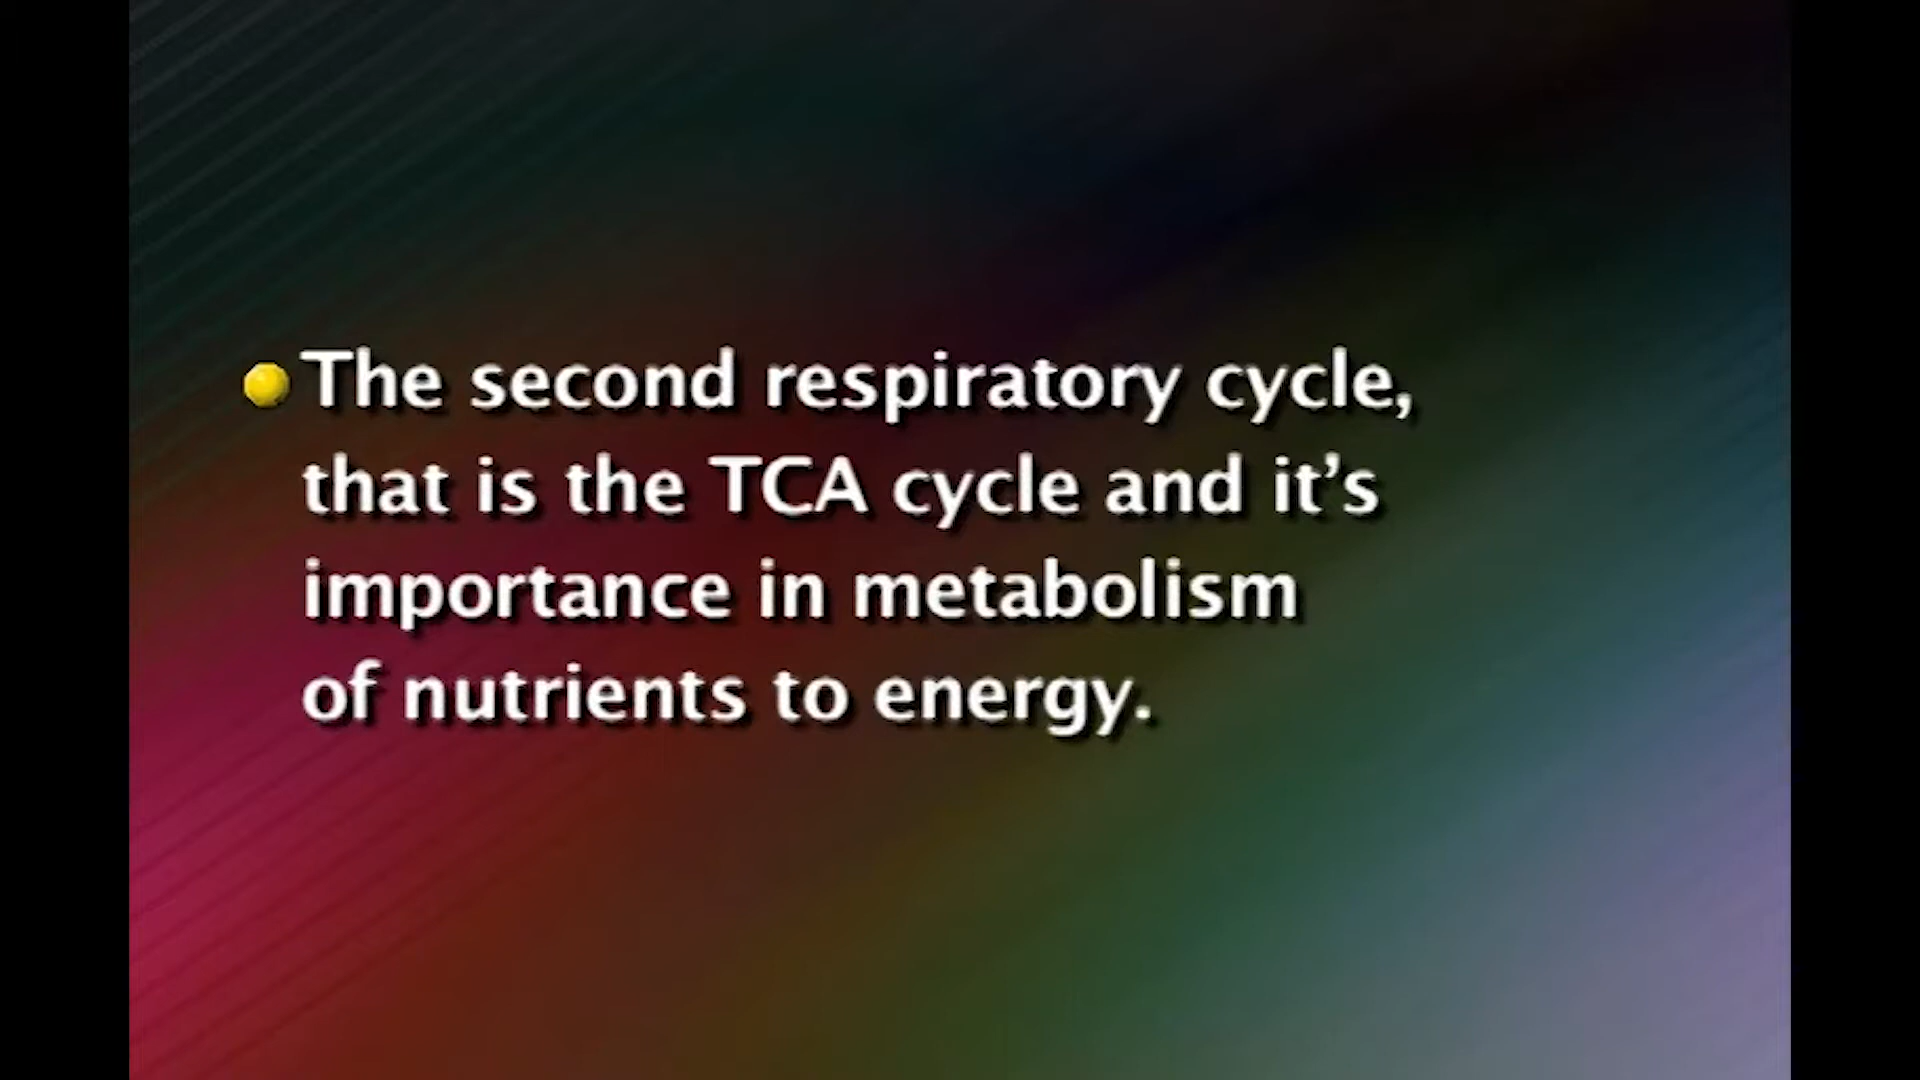 The second respiratory cycle,
that is the TCA cycle and it’s
importance in metabolism
of nutrients to energy.